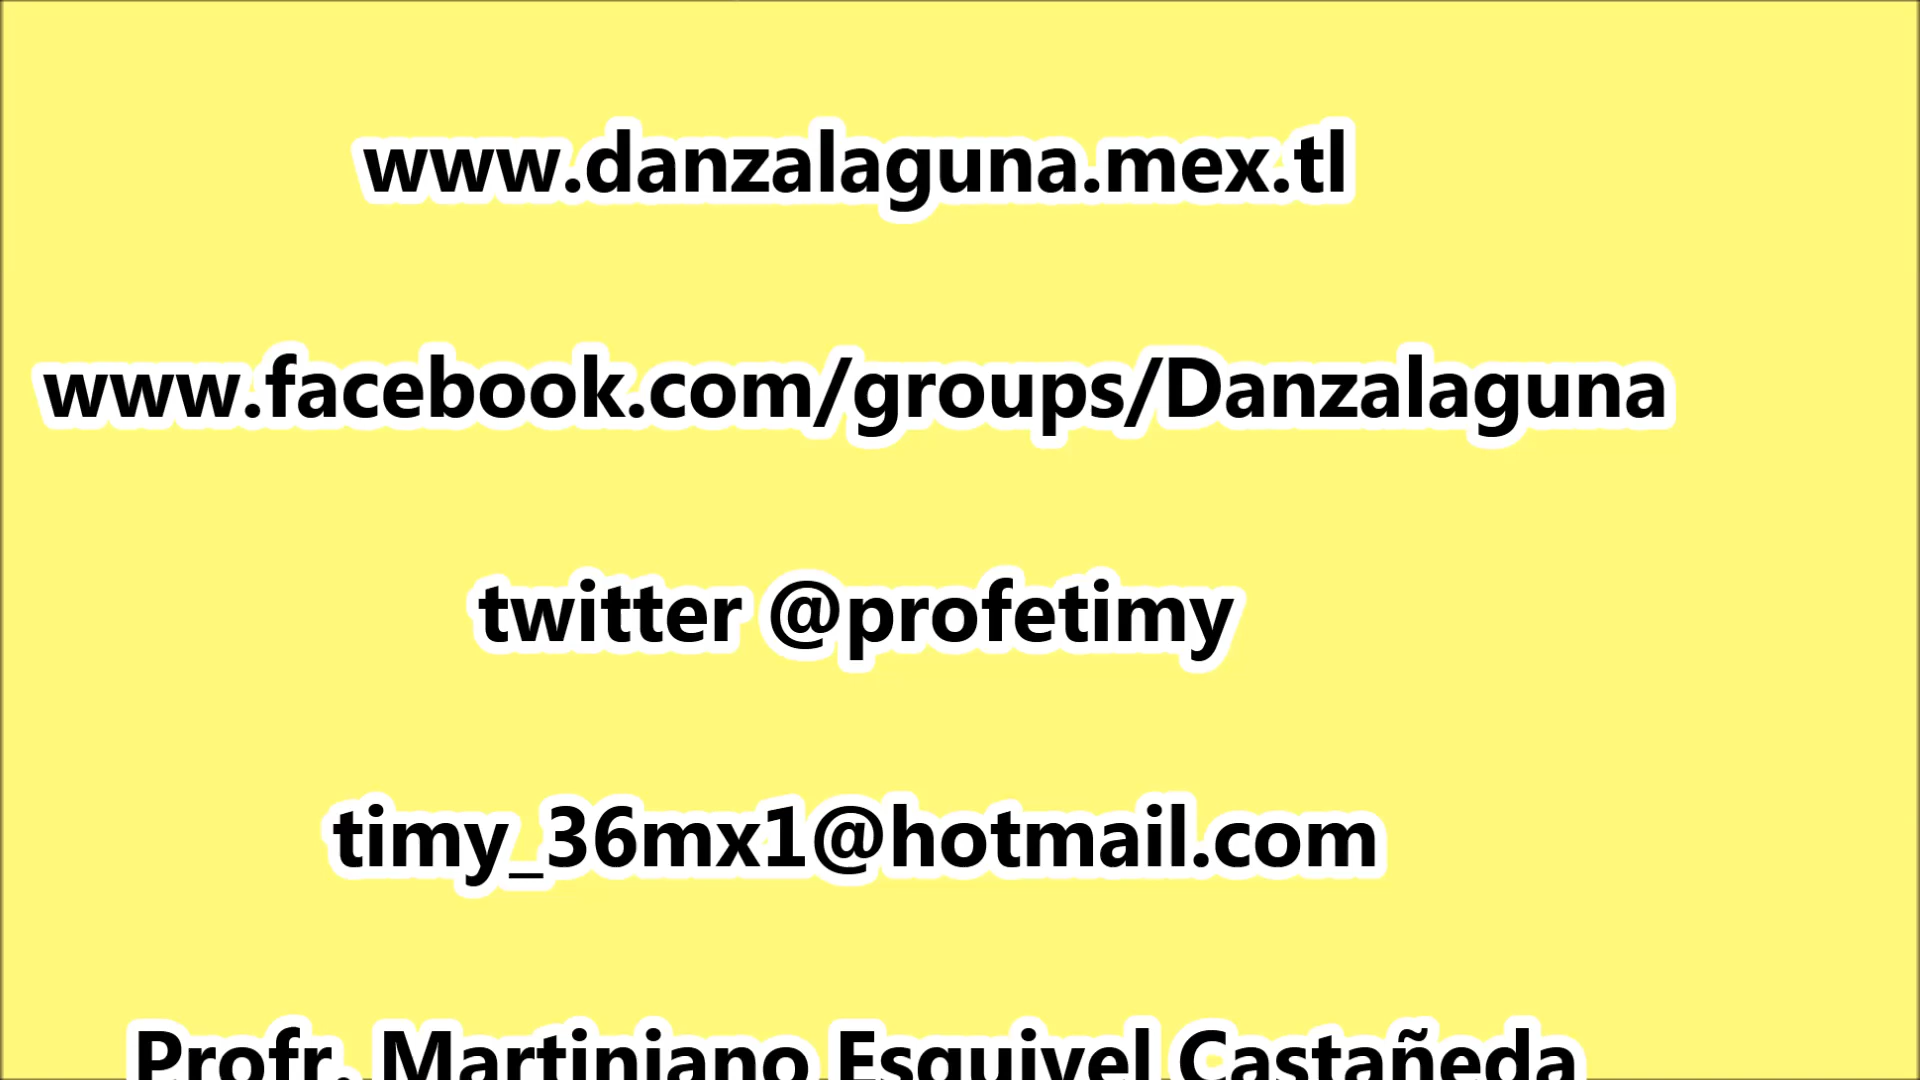 www.danzalaguna.mex.tl
www.facebook.com/groups/Danzalaguna
twitter @profetimy
timy_36mx1@hotmail.com
Profr. Martiniano Esquivel Castañeda